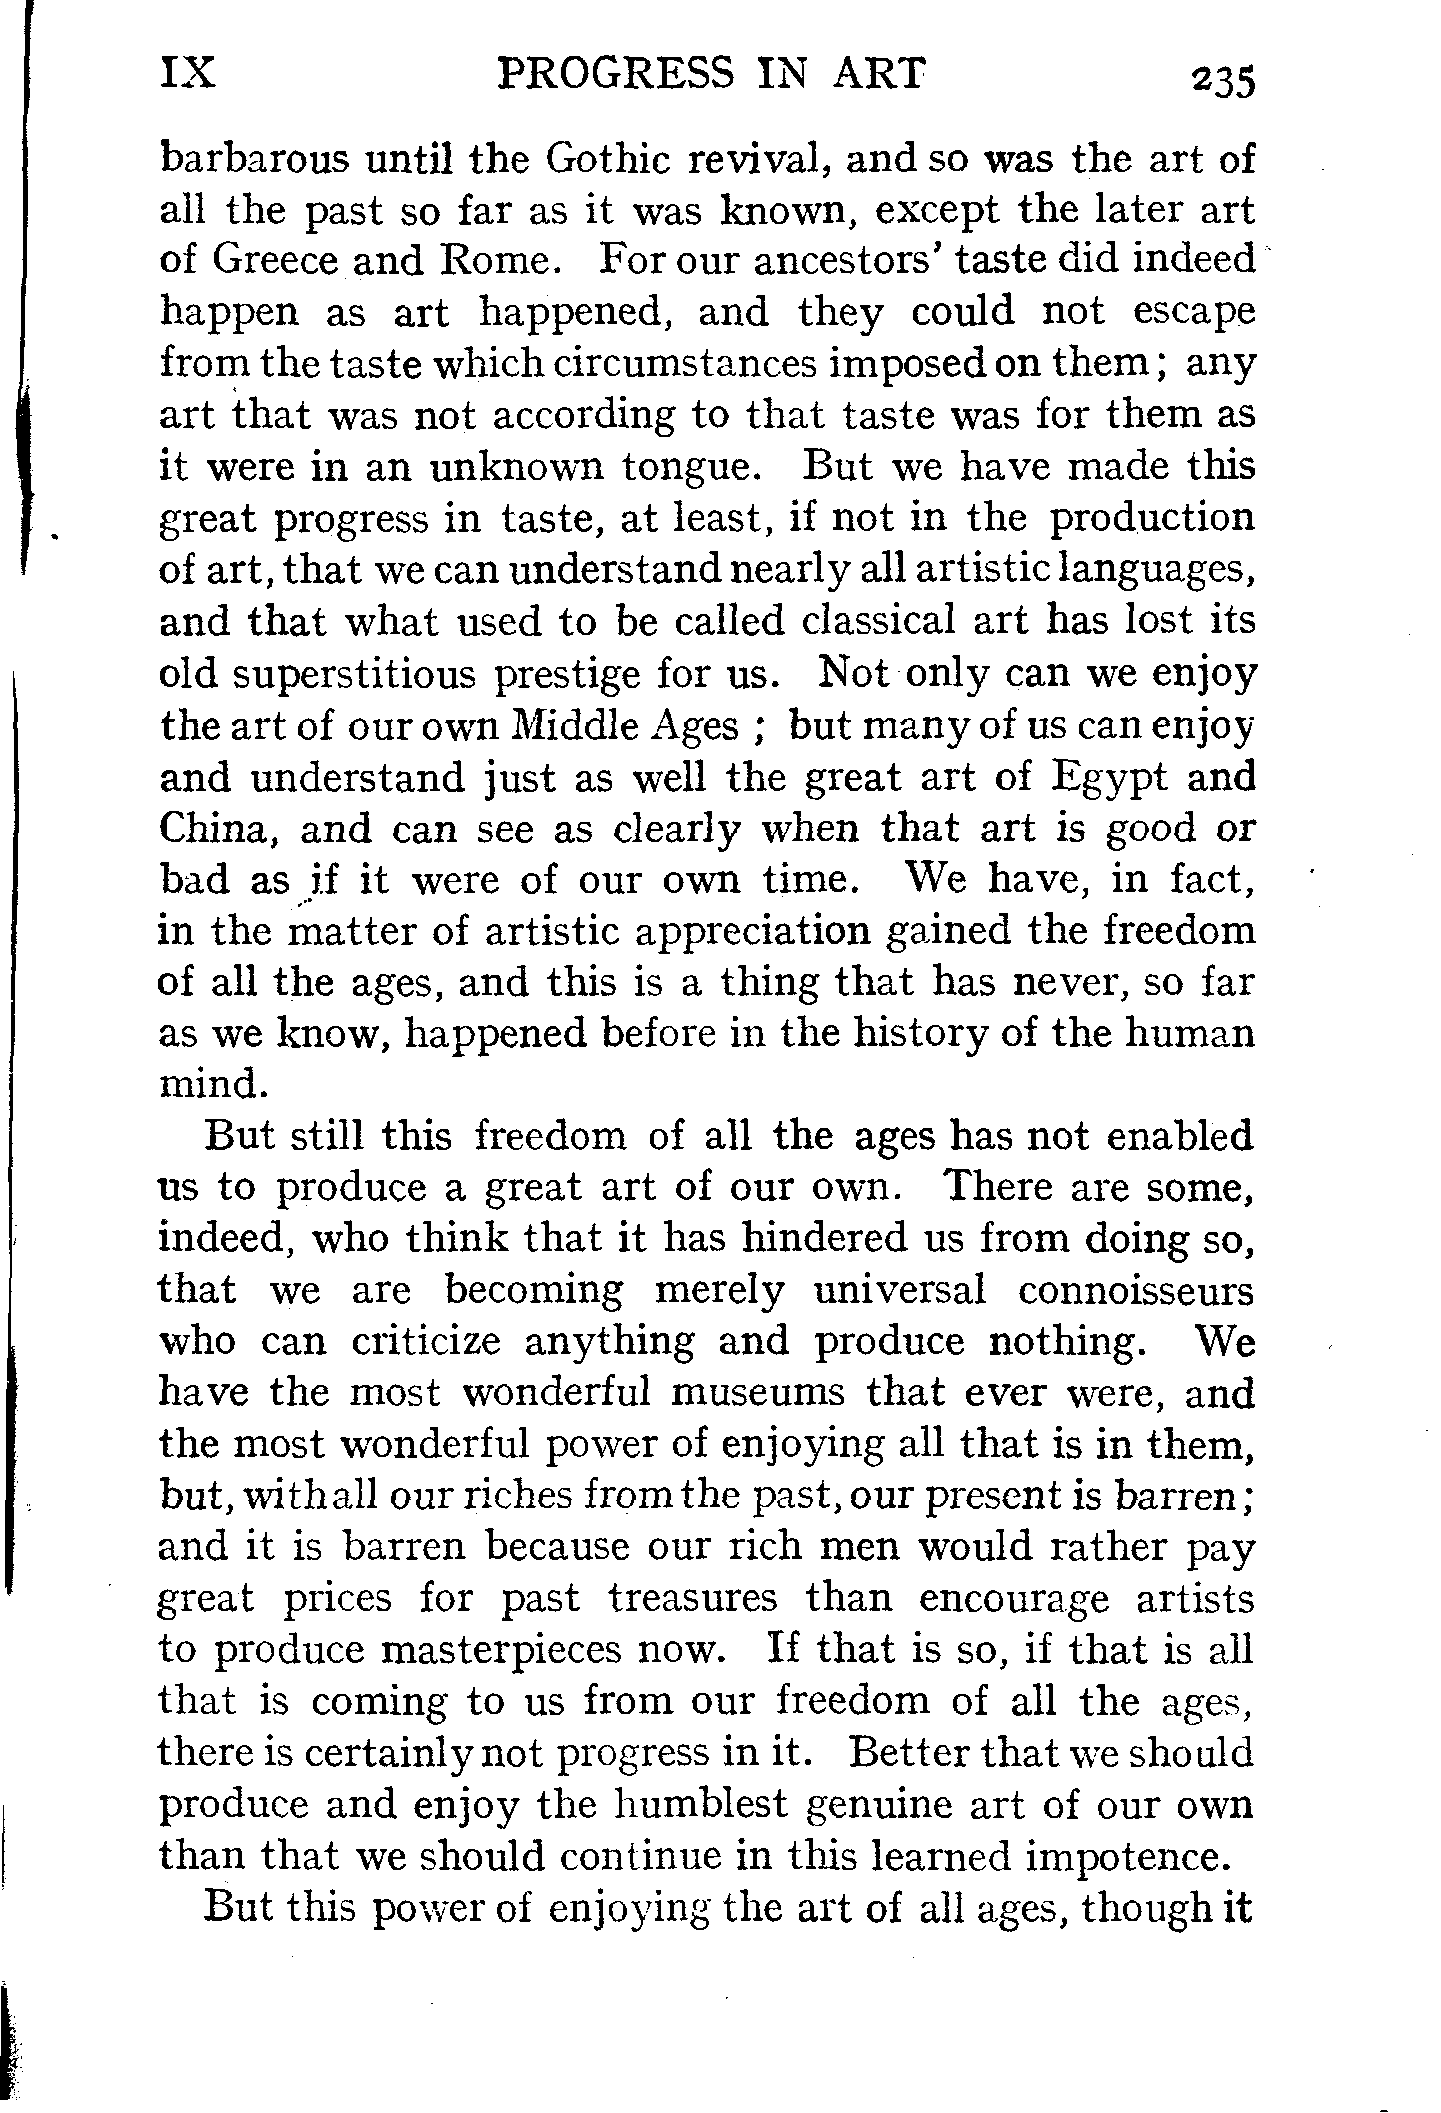 IX PROGRESS IN ART 235
barbarous until the Gothic revival, and so was the art of
all the past so far as it was known, except the later art
of Greece and Rome. For our ancestors' taste did indeed
happen as art happened, and they could not escape
from the taste which circumstances imposed on them; any
art that was not according to that taste was for them as
it were in an unknown tongue. But we have made this
great progress in taste, at least, if not in the production
of art, that we can understand nearly all artistic languages,
and that what used to be called classical art has lost its
old superstitious prestige for us. Not only can we enjoy
the art of our own Middle Ages ; but many of us can enjoy
and understand just as well the great art of Egypt and
China, and can see as clearly when that art is good or
bad as if it were of our own time. We have, in fact,
in the matter of artistic appreciation gained the freedom
of all the ages, and this is a thing that has never, so far
as we know, happened before in the history of the human
mind.
But still this freedom of all the ages has not enabled
us to produce a great art of our own. There are some,
indeed, who think that it has hindered us from doing so,
that we are becoming merely universal connoisseurs
who can criticize anything and produce nothing. We
have the most wonderful museums that ever were, and
the most wonderful power of enjoying all that is in them,
but, with all our riches from the past, our present is barren;
and it is barren because our rich men would rather pay
great prices for past treasures than encourage artists
to produce masterpieces now. If that is so, if that is all
that is coming to us from our freedom of all the ages,
there is certainly not progress in it. Better that we should
produce and enjoy the humblest genuine art of our own
than that we should continue in this learned impotence.
But this power of enjoying the art of all ages, though it